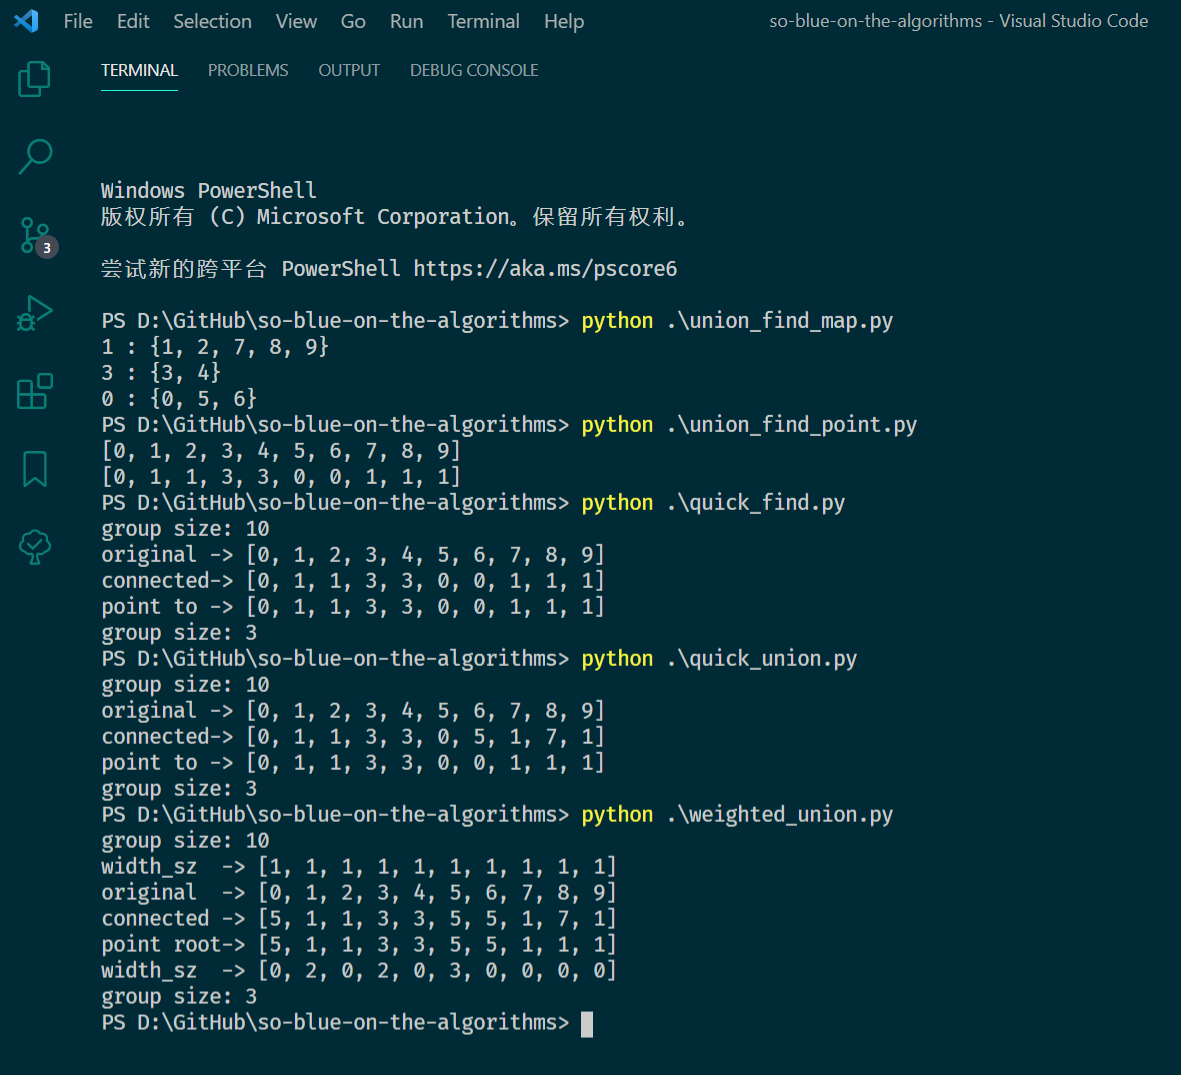 File Edit Selection View Go Run Terminal Help so-blue-on-the-algorithms - Visual Studio Code
TERMINAL PROBLEMS OUTPUT DEBUG CONSOLE
Windows PowerShell
版权所有 (C) Microsoft Corporation。保留所有权利。
尝试新的跨平台 PowerShell https://aka.ms/pscore6
3
PS D:\GitHub\so-blue-on-the-algorithms> python .\union_find_map.py
1 : {1, 2, 7, 8, 9}
3 : {3, 4}
0 : {0, 5, 6}
PS D:\GitHub\so-blue-on-the-algorithms> python .\union_find_point.py
[0, 1, 2, 3, 4, 5, 6, 7, 8, 9]
[0, 1, 1, 3, 3, 0, 0, 1, 1, 1]
PS D:\GitHub\so-blue-on-the-algorithms> python .\quick_find.py
group size: 10
original -> [0, 1, 2, 3, 4, 5, 6, 7, 8, 9]
connected-> [0, 1, 1, 3, 3, 0, 0, 1, 1, 1]
point to -> [0, 1, 1, 3, 3, 0, 0, 1, 1, 1]
group size: 3
PS D:\GitHub\so-blue-on-the-algorithms> python .\quick_union.py
group size: 10
original -> [0, 1, 2, 3, 4, 5, 6, 7, 8, 9]
connected-> [0, 1, 1, 3, 3, 0, 5, 1, 7, 1]
point to -> [0, 1, 1, 3, 3, 0, 0, 1, 1, 1]
group size: 3
PS D:\GitHub\so-blue-on-the-algorithms> python .\weighted_union.py
group size: 10
width_sz  -> [1, 1, 1, 1, 1, 1, 1, 1, 1, 1]
original  -> [0, 1, 2, 3, 4, 5, 6, 7, 8, 9]
connected -> [5, 1, 1, 3, 3, 5, 5, 1, 7, 1]
point root-> [5, 1, 1, 3, 3, 5, 5, 1, 1, 1]
width_sz  -> [0, 2, 0, 2, 0, 3, 0, 0, 0, 0]
group size: 3
PS D:\GitHub\so-blue-on-the-algorithms>